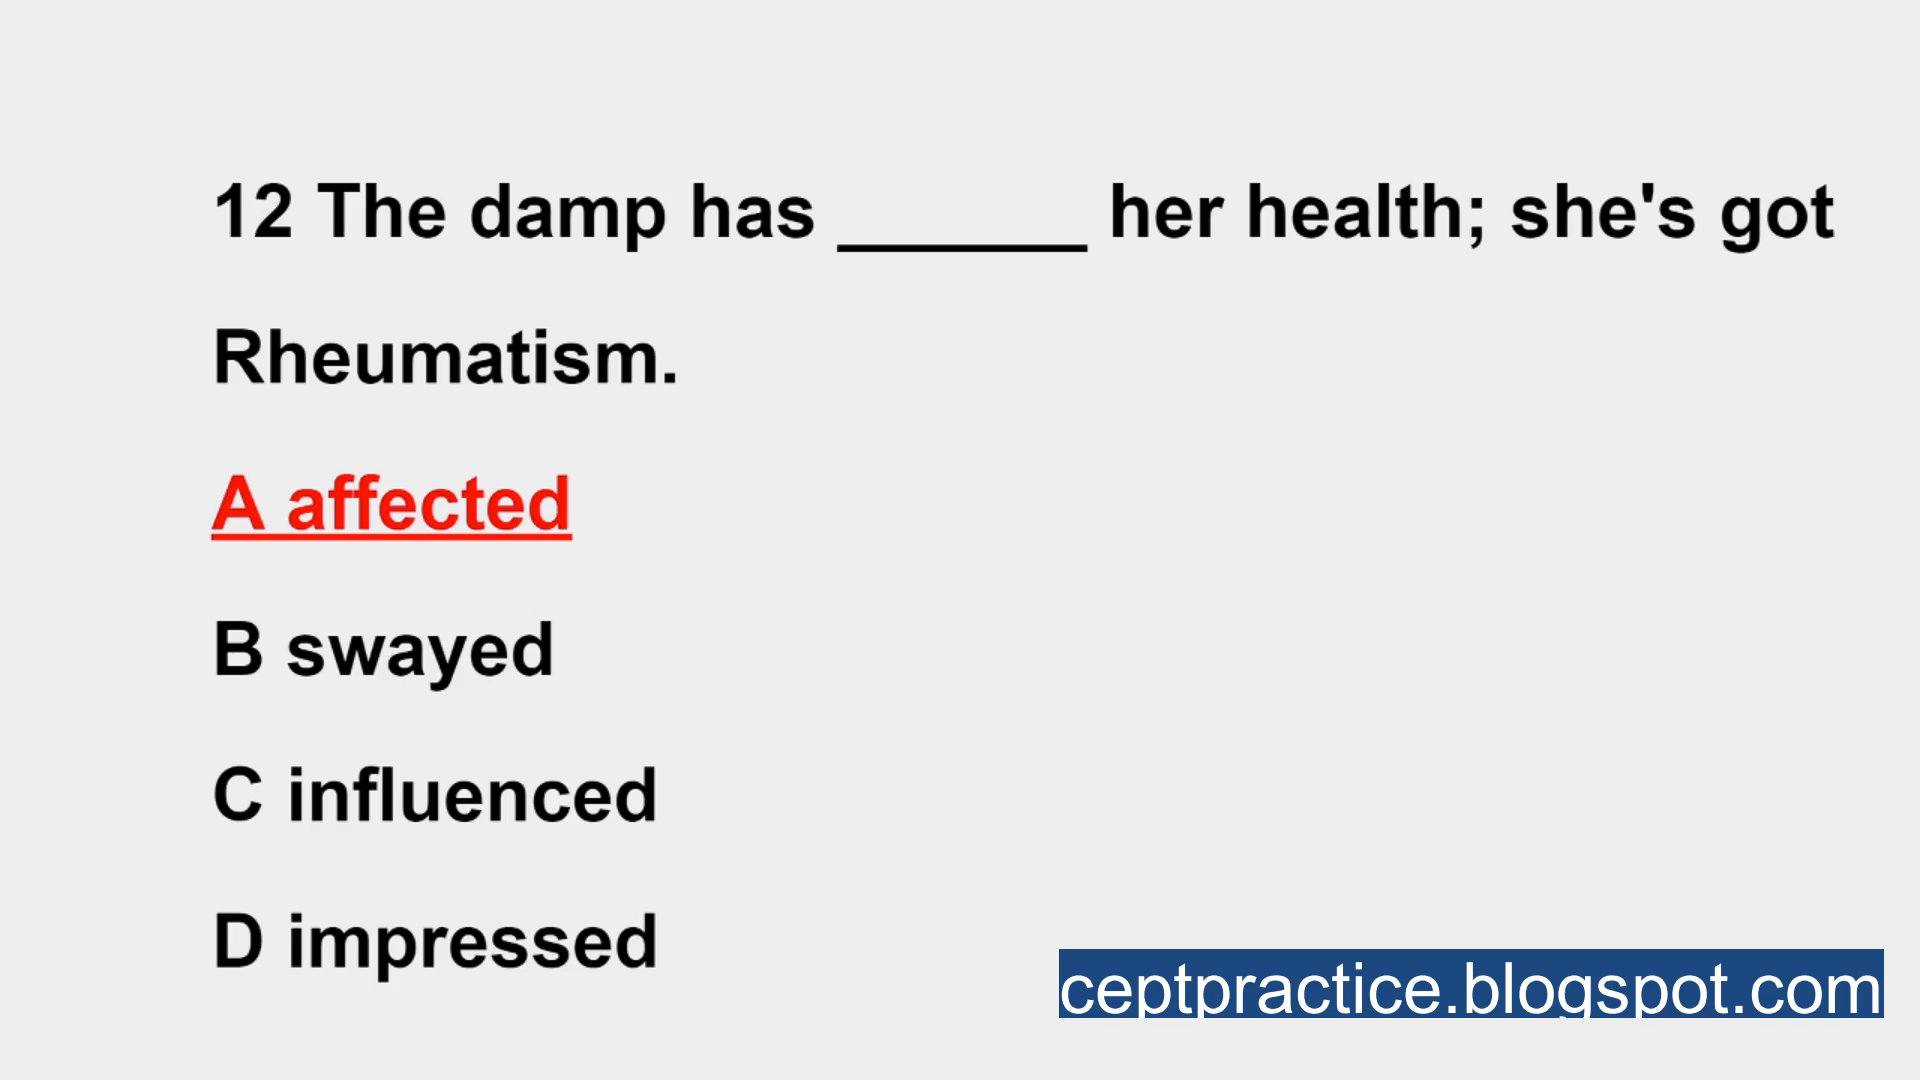 12 The damp has ______ her health; she's got
Rheumatism.
A affected
B swayed
C influenced
D impressed
ceptpractice.blogspot.com